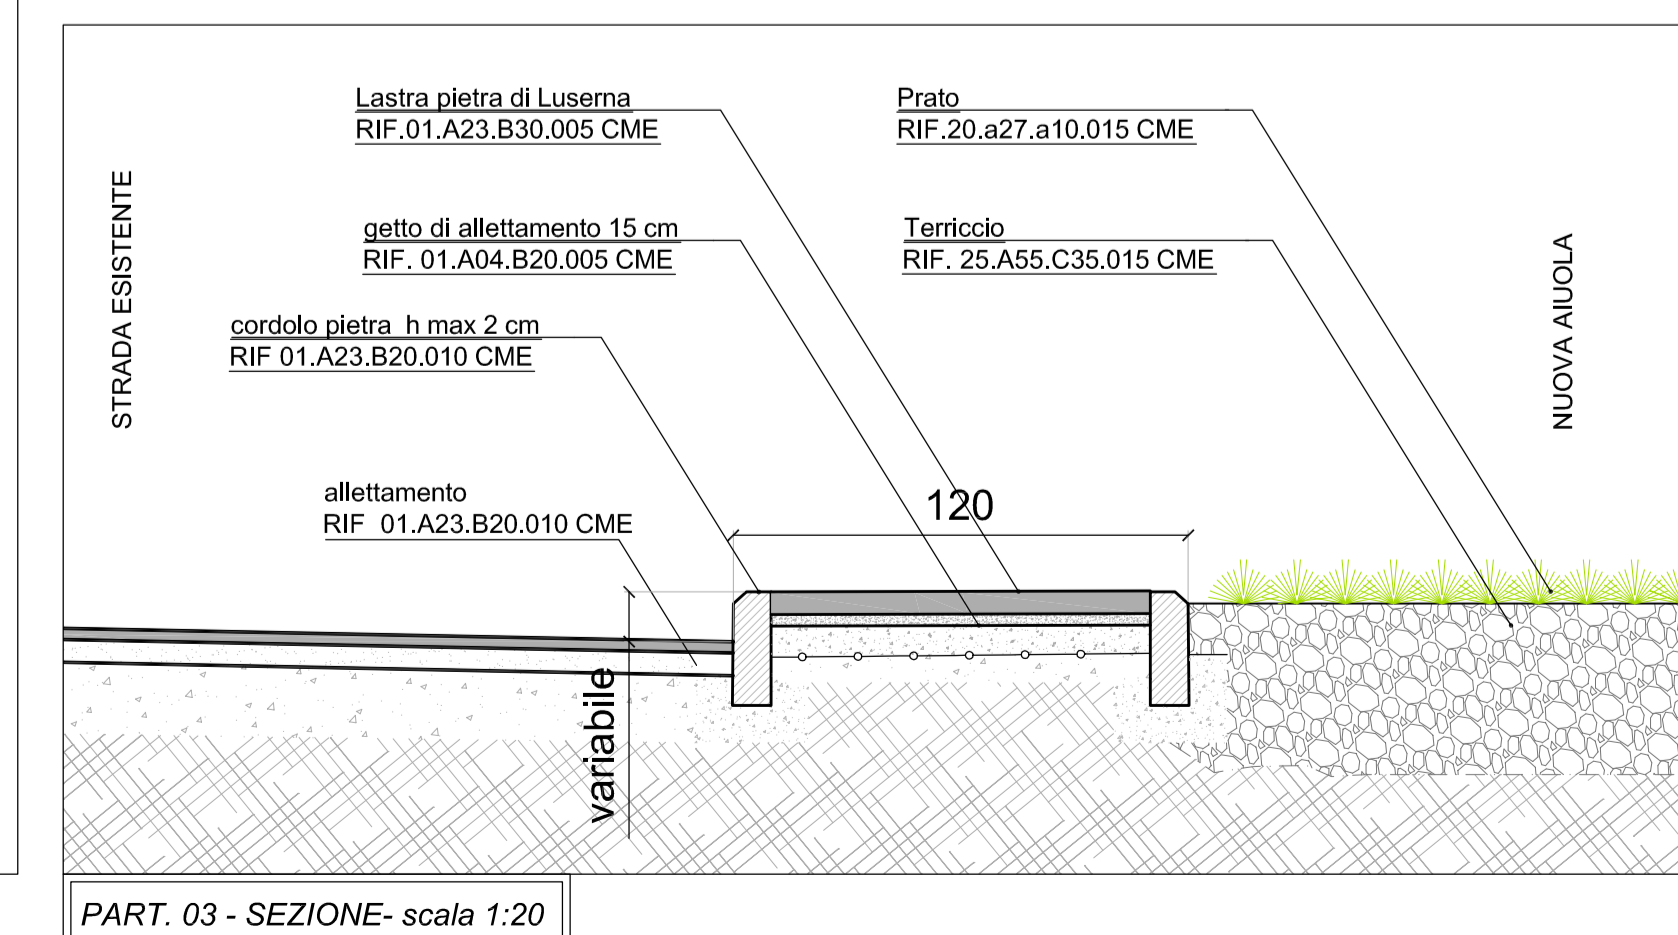 Lastra pietra di Luserna
RIF.01.A23.B30.005 CME
Prato
RIF.20.a27.a10.015 CME
STRADA ESISTENTE
getto di allettamento 15 cm
RIF. 01.A04.B20.005 CME
Terriccio
RIF. 25.A55.C35.015 CME
NUOVA AIUOLA
cordolo pietra  h max 2 cm
RIF 01.A23.B20.010 CME
allettamento
RIF  01.A23.B20.010 CME
120
variabile
PART. 03 - SEZIONE- scala 1:20